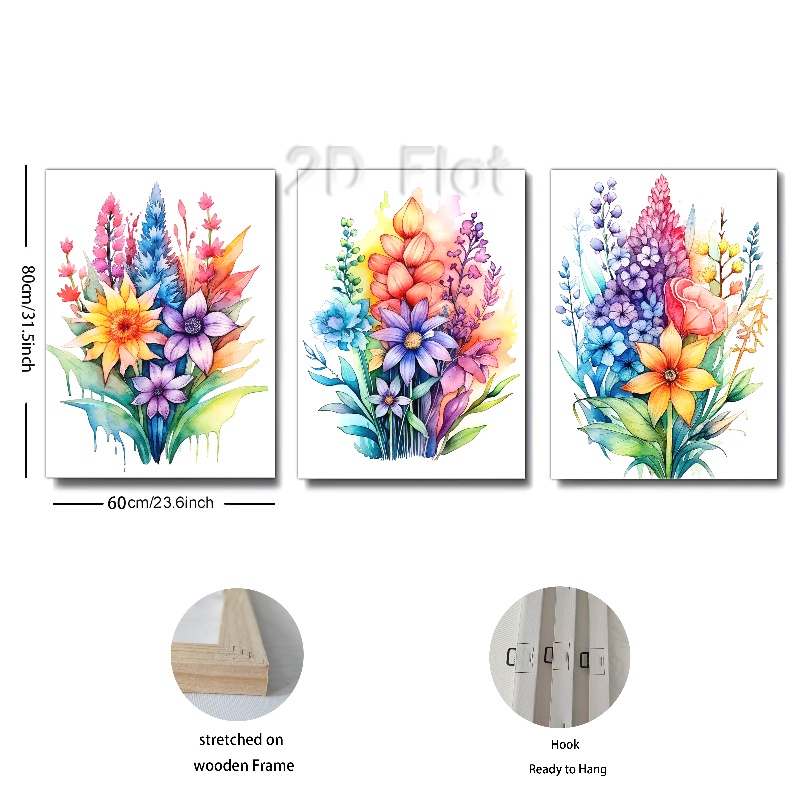 2D Flat
80cm/31.5inch
60cm/23.6inch
stretched on
wooden Frame
Hook
Ready to Hang